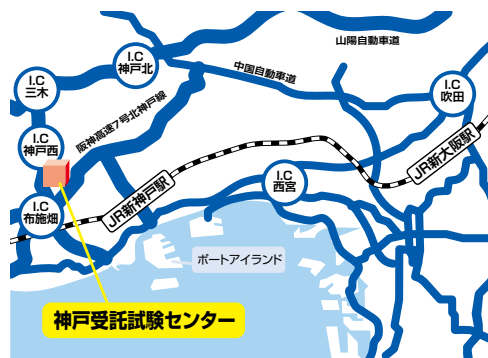 山陽自動車道
I.C
神戸北
中国自動車道
I.C
三木
I.C
吹田
阪神高速7号北神戸線
I.C
神戸西
JR新大阪駅
I.C
西宮
JR新神戸駅
I.C
布施畑
ポートアイランド
神戸受託試験センター